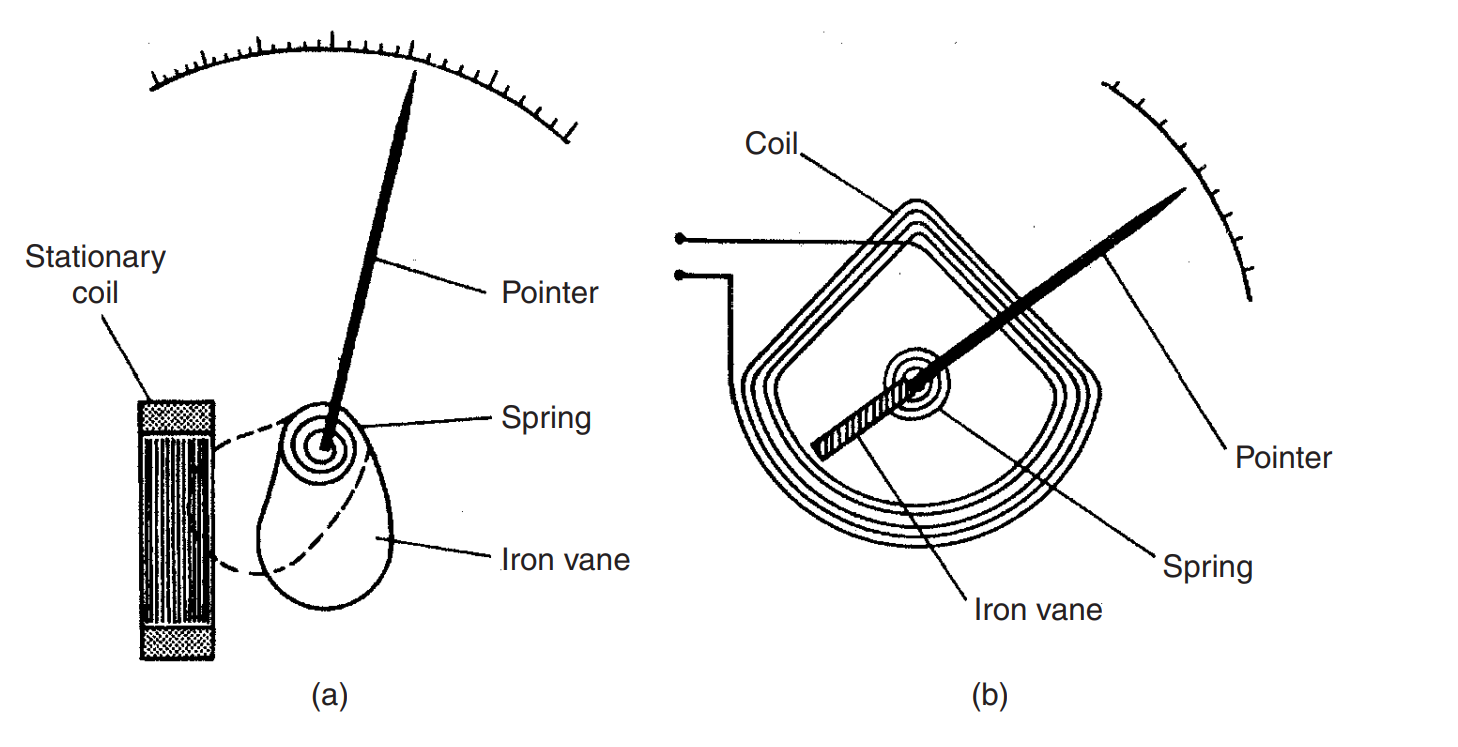 Stationary
coil
Pointer
Spring
Iron vane
(a)
Coil
Pointer
Spring
Iron vane
(b)